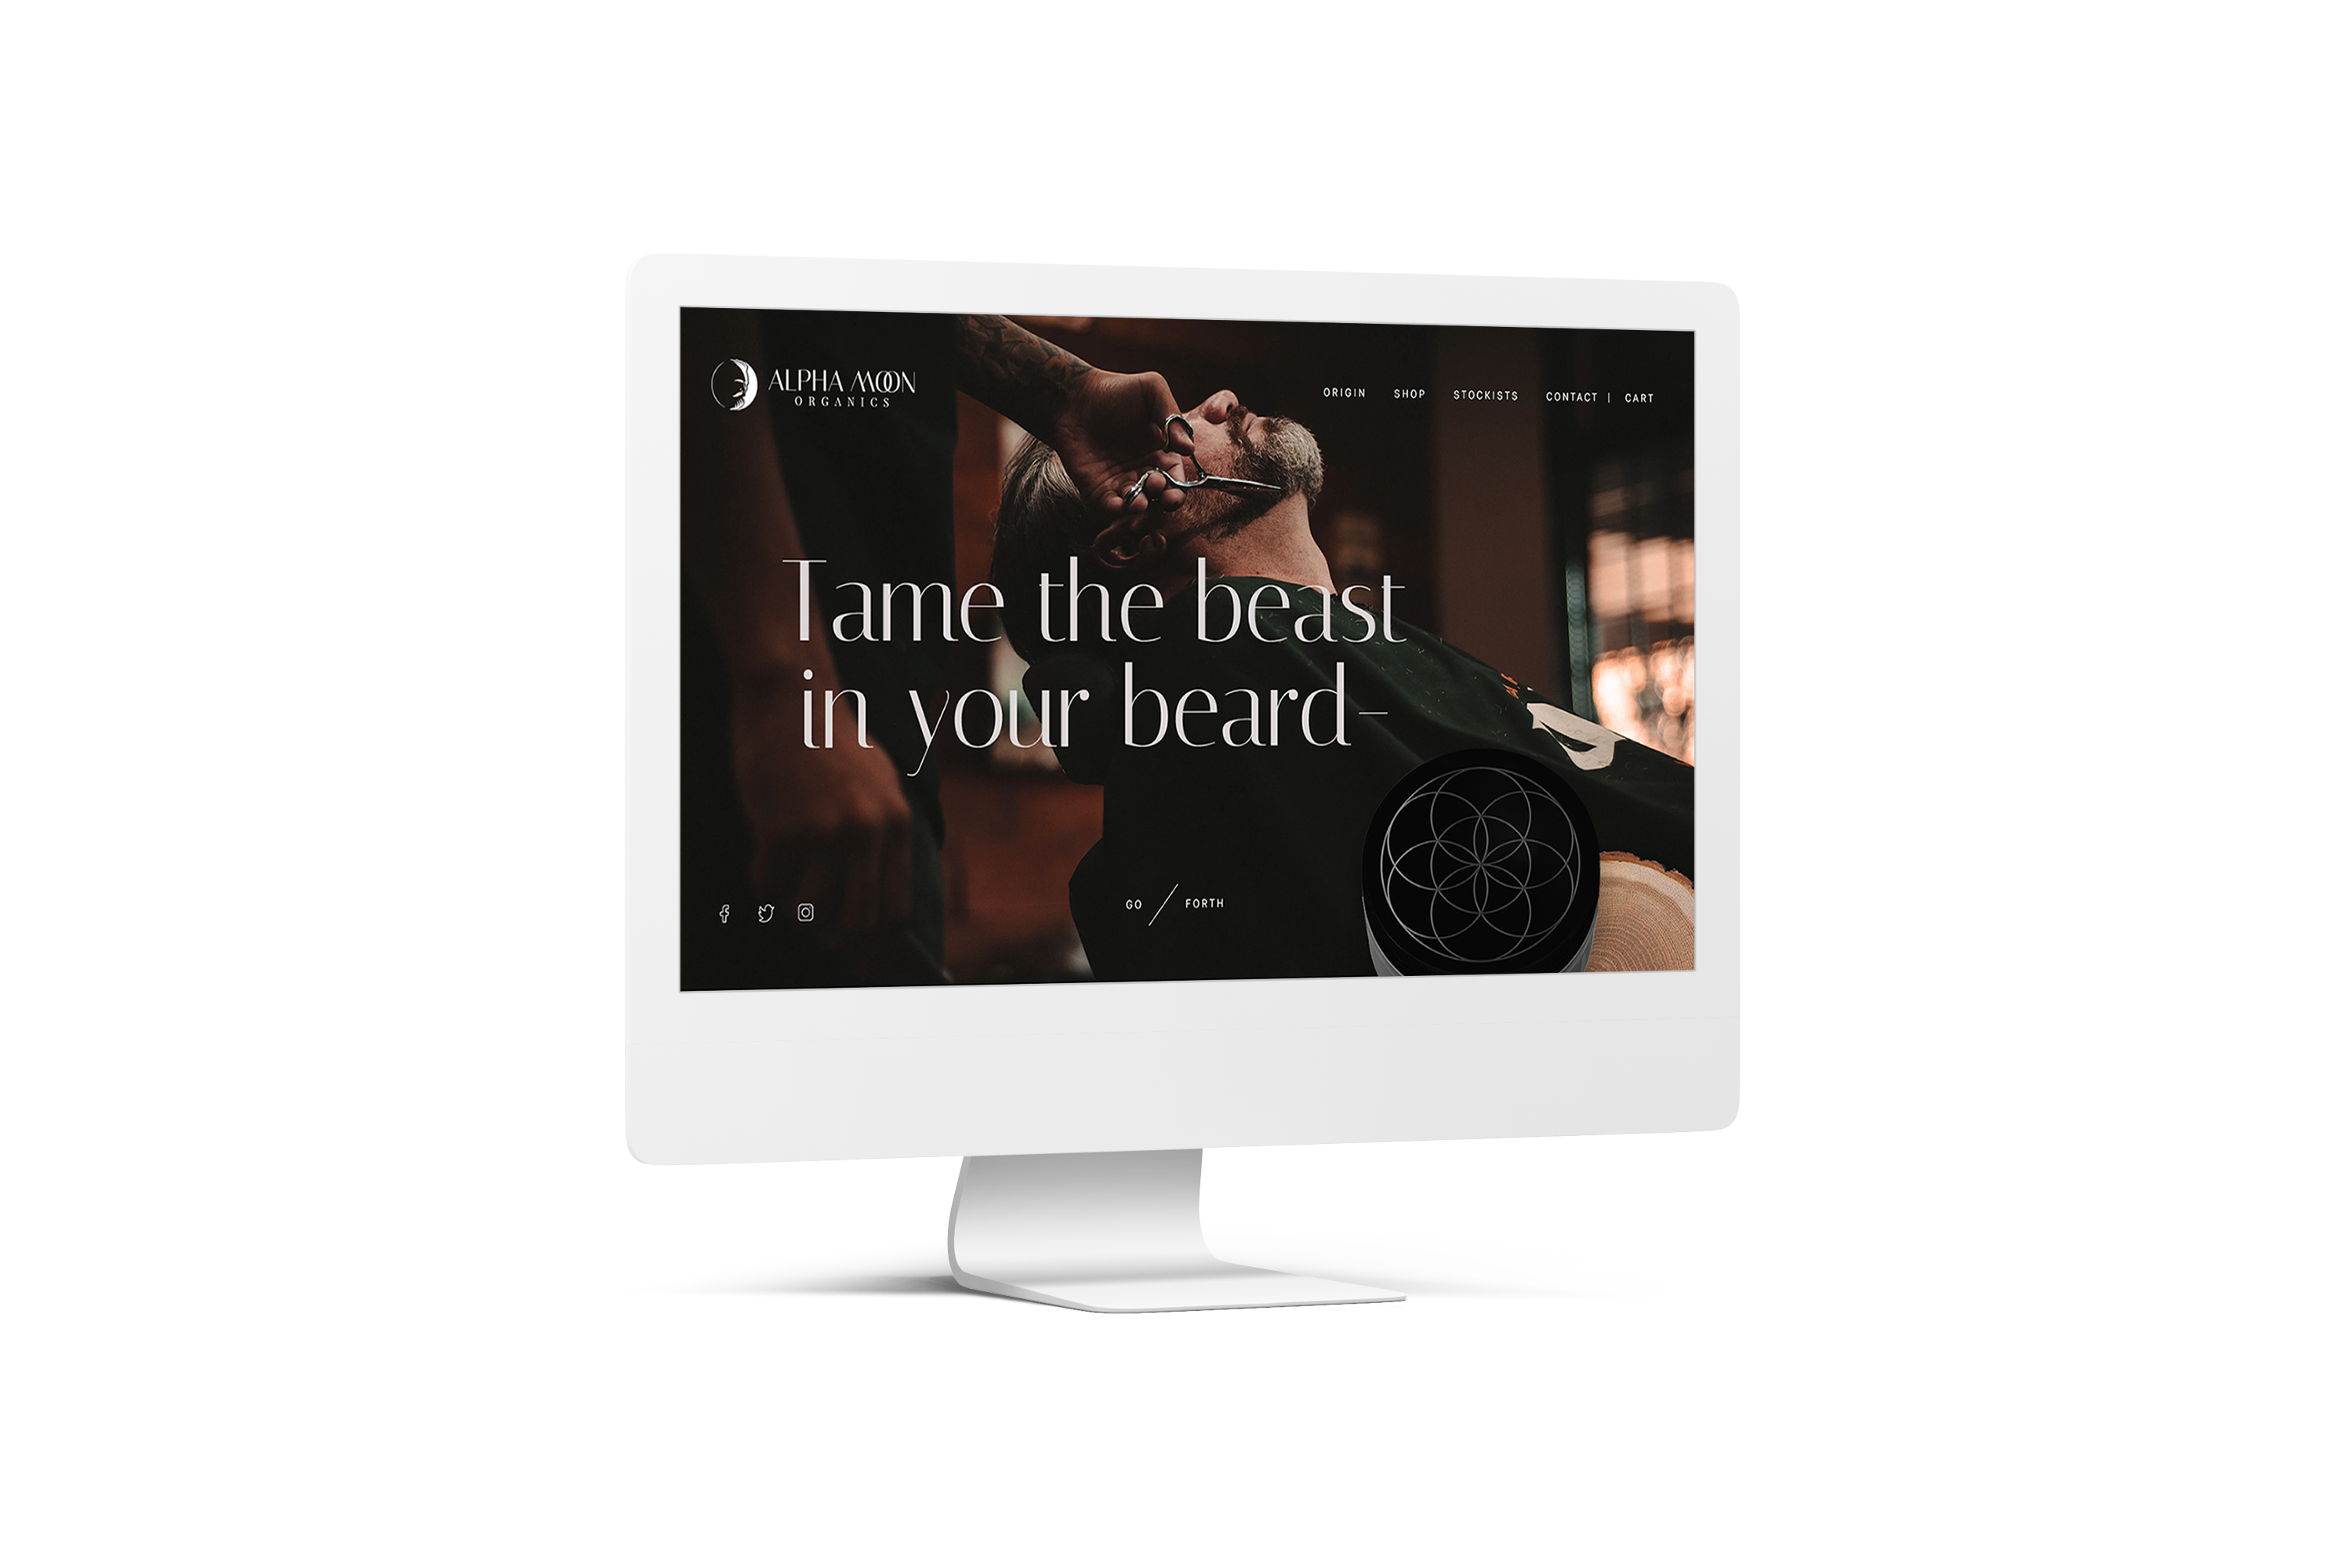 ALPHA MOON
ORGANICS
ORIGIN SHOP STOCKISTS CONTACT | CART
Tame the beast
in your beard–
GO / FORTH